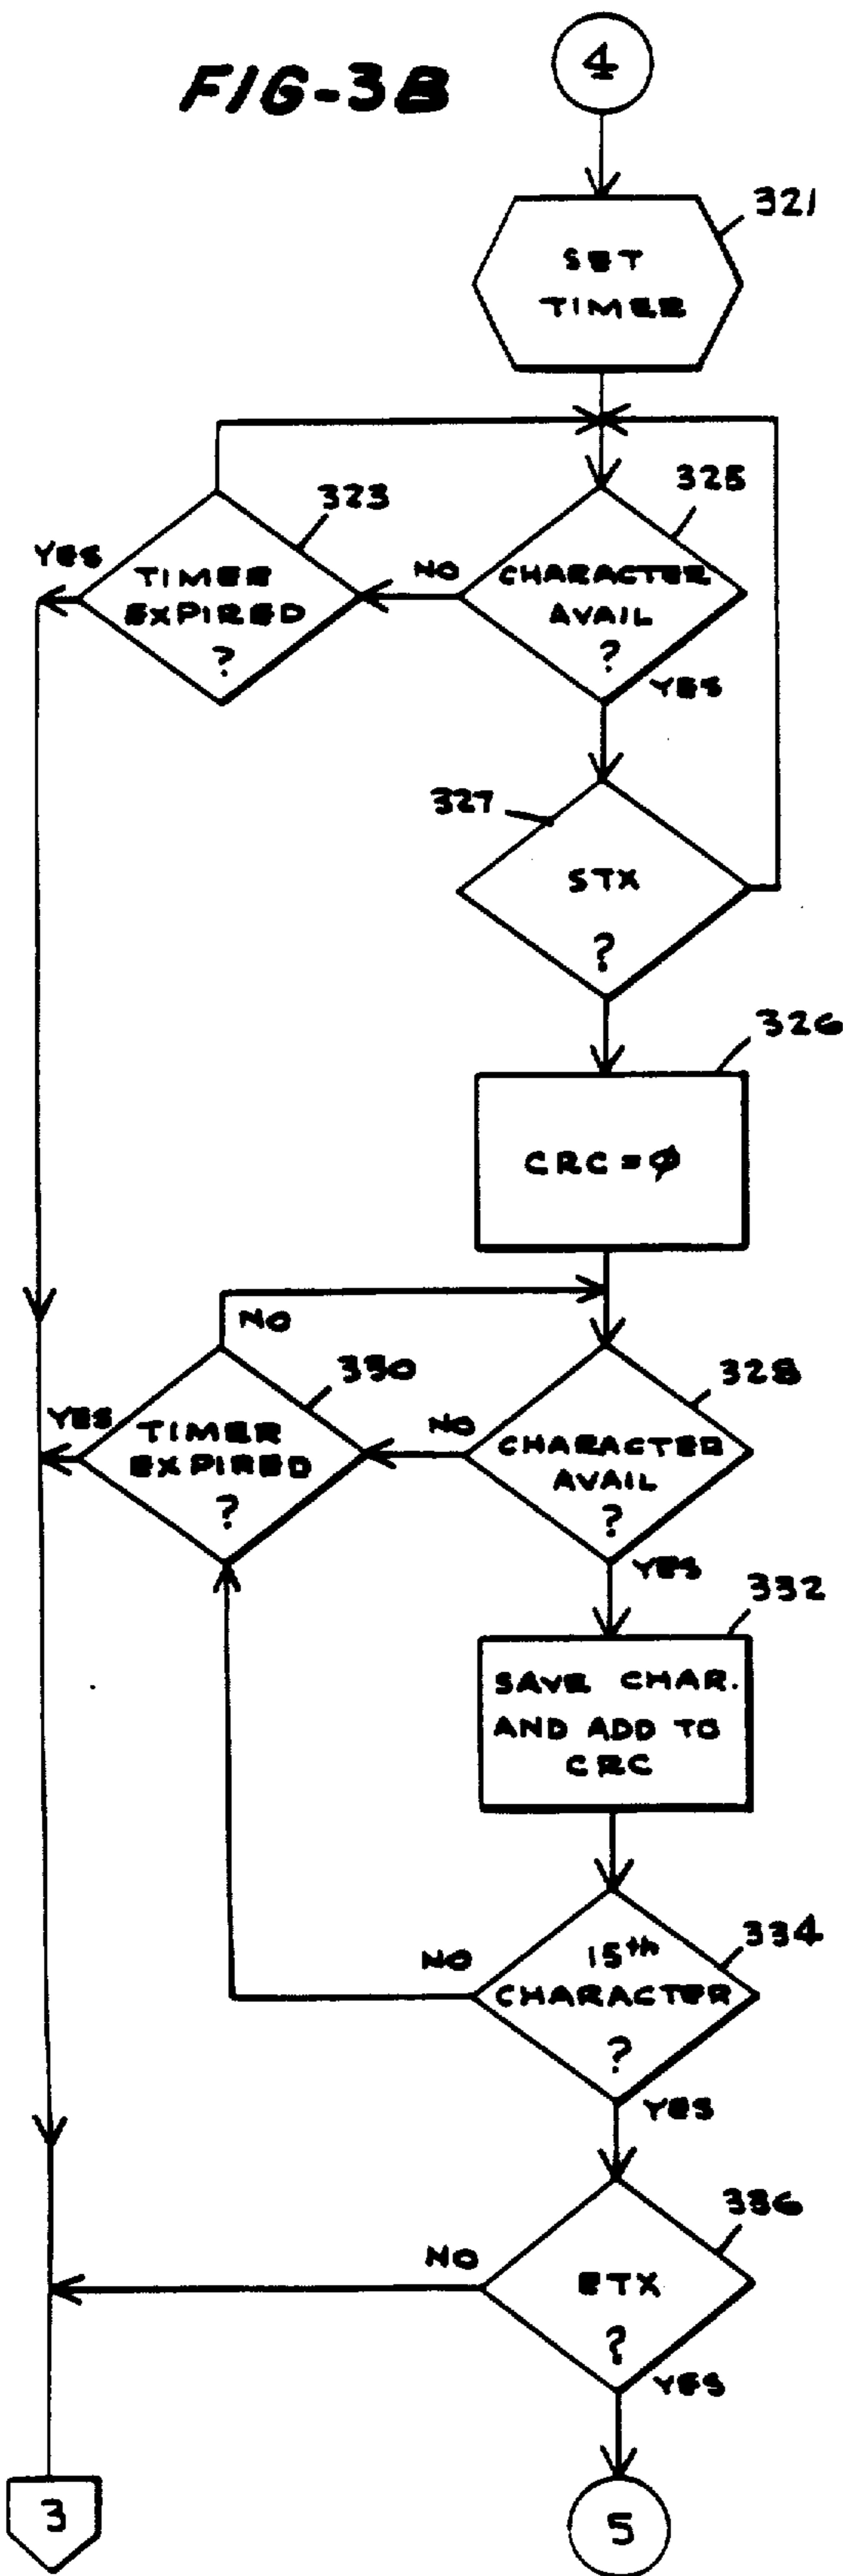 FIG-3B
4
321
SET
TIMER
323
325
YES
TIMER
EXPIRED
?
NO
CHARACTER
AVAIL
?
YES
327
STX
?
326
CRC=Ø
NO
330
328
YES
TIMER
EXPIRED
?
NO
CHARACTER
AVAIL
?
YES
332
SAVE CHAR.
AND ADD TO
CRC
334
NO
15th
CHARACTER
?
YES
336
NO
ETX
?
YES
3
5